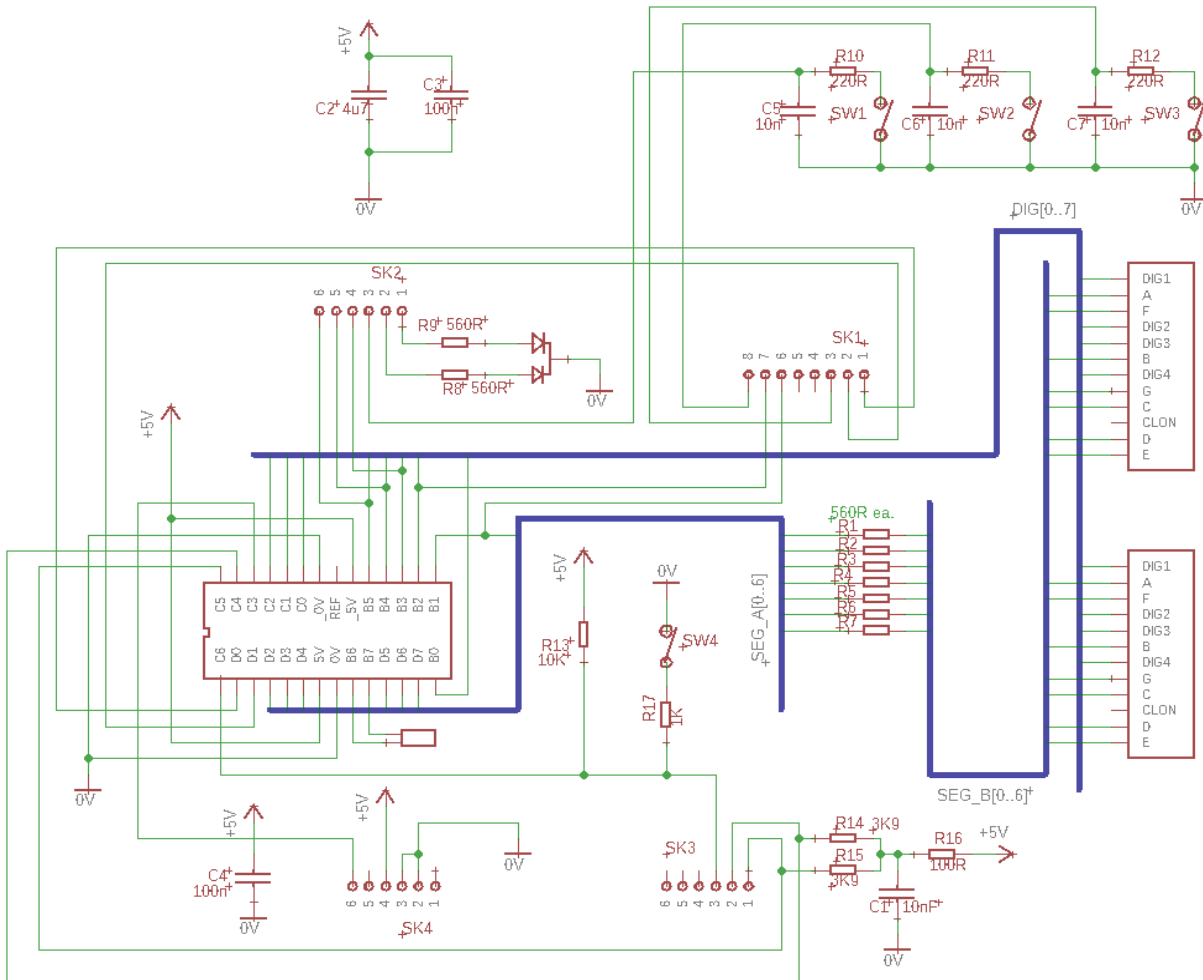 +5V
C2 4u7
C3
100n
0V
R10
220R
C5
10n
SW1
R11
220R
C6 10n
SW2
R12
220R
C7 10n
SW3
0V
DIG[0..7]
SK2
6 5 4 3 2 1
R9 560R
R8 560R
0V
SK1
8 7 6 5 4 3 2 1
DIG1
A
F
DIG2
DIG3
B
DIG4
G
C
CLON
D
E
+5V
C5 C4 C3 C2 C1 C0 _0V REF _5V B5 B4 B3 B2 B1
C6 D0 D1 D2 D3 D4 5V 0V B6 B7 D5 D6 D7 B0
0V
+5V
R13
10K
0V
SW4
R17
1K
SEG_A[0..6]
560R ea.
R1
R2
R3
R4
R5
R6
R7
DIG1
A
F
DIG2
DIG3
B
DIG4
G
C
CLON
D
E
SEG_B[0..6]
+5V
C4
100n
0V
+5V
0V
6 5 4 3 2 1
SK4
SK3
6 5 4 3 2 1
R14 3K9
R15
3K9
R16
100R
+5V
C1 10nF
0V